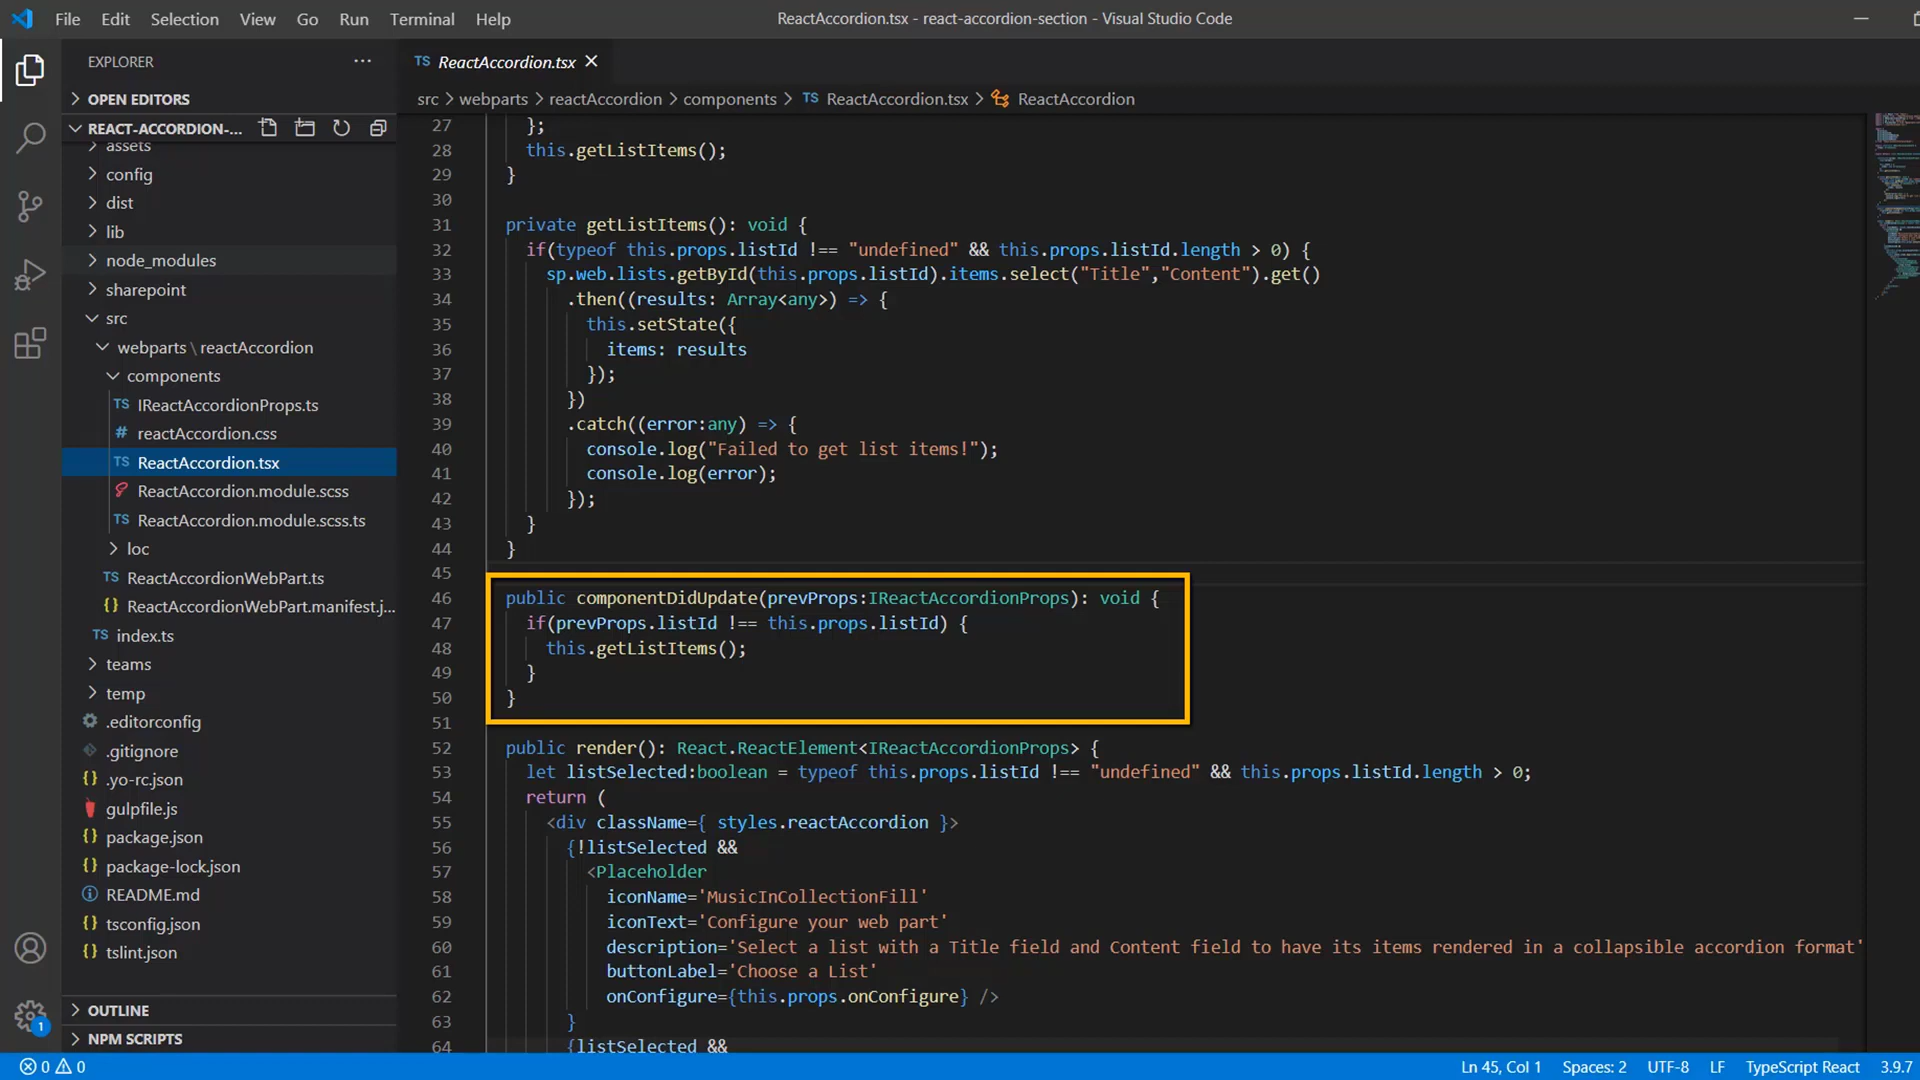 File Edit Selection View Go Run Terminal Help ReactAccordion.tsx - react-accordion-section - Visual Studio Code
EXPLORER ···
OPEN EDITORS
REACT-ACCORDION-...
assets
config
dist
lib
node_modules
sharepoint
src
webparts \ reactAccordion
components
TS IReactAccordionProps.ts
# reactAccordion.css
TS ReactAccordion.tsx
ReactAccordion.module.scss
TS ReactAccordion.module.scss.ts
loc
TS ReactAccordionWebPart.ts
{} ReactAccordionWebPart.manifest.j...
TS index.ts
teams
temp
.editorconfig
.gitignore
{} .yo-rc.json
gulpfile.js
{} package.json
{} package-lock.json
README.md
{} tsconfig.json
{} tslint.json
OUTLINE
NPM SCRIPTS
1
TS ReactAccordion.tsx ×
src > webparts > reactAccordion > components > TS ReactAccordion.tsx > ReactAccordion
27 };
28 this.getListItems();
29 }
30
31 private getListItems(): void {
32 if(typeof this.props.listId !== "undefined" && this.props.listId.length > 0) {
33 sp.web.lists.getById(this.props.listId).items.select("Title","Content").get()
34 .then((results: Array<any>) => {
35 this.setState({
36 items: results
37 });
38 })
39 .catch((error:any) => {
40 console.log("Failed to get list items!");
41 console.log(error);
42 });
43 }
44 }
45
46 public componentDidUpdate(prevProps:IReactAccordionProps): void {
47 if(prevProps.listId !== this.props.listId) {
48 this.getListItems();
49 }
50 }
51
52 public render(): React.ReactElement<IReactAccordionProps> {
53 let listSelected:boolean = typeof this.props.listId !== "undefined" && this.props.listId.length > 0;
54 return (
55 <div className={ styles.reactAccordion }>
56 {!listSelected &&
57 <Placeholder
58 iconName='MusicInCollectionFill'
59 iconText='Configure your web part'
60 description='Select a list with a Title field and Content field to have its items rendered in a collapsible accordion format'
61 buttonLabel='Choose a List'
62 onConfigure={this.props.onConfigure} />
63 }
64 {listSelected &&
0 0 Ln 45, Col 1 Spaces: 2 UTF-8 LF TypeScript React 3.9.7